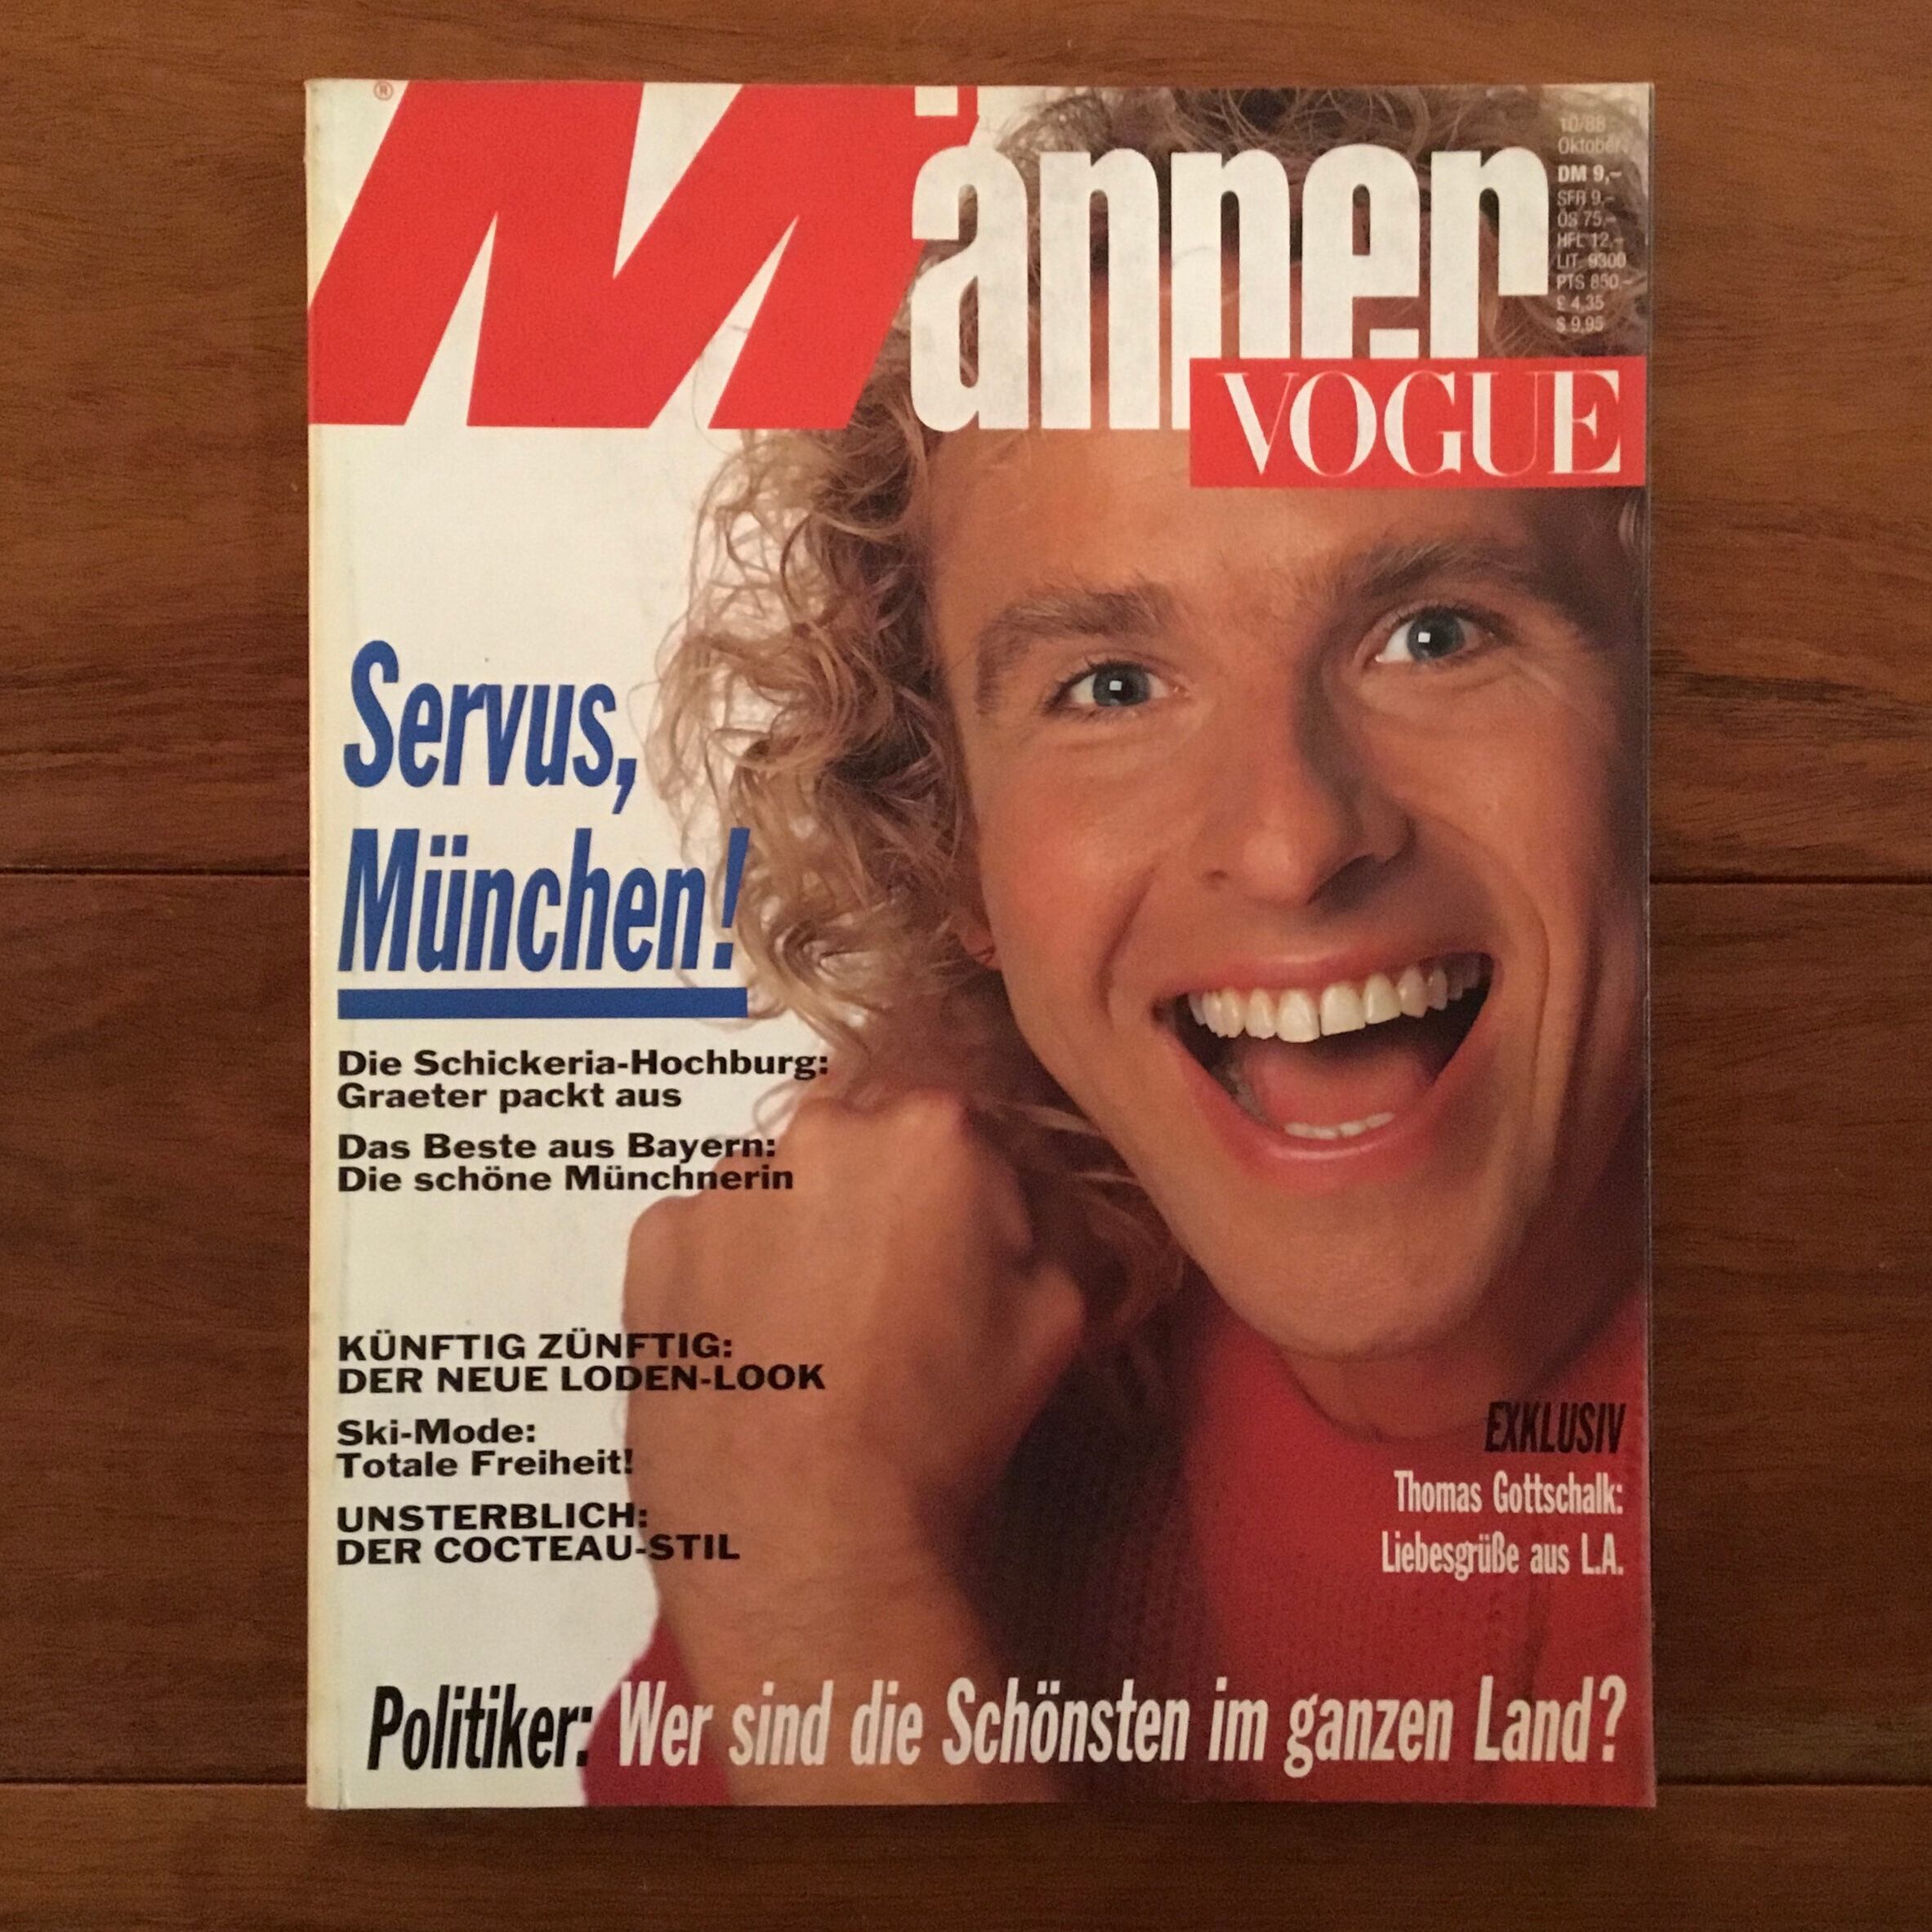 ®
Männer
VOGUE
10/88
Oktober
DM 9,–
SFR 9,–
ÖS 75,–
HFL 12,–
LIT. 9300
PTS 850,–
£ 4,35
$ 9,95
Servus,
München!
Die Schickeria-Hochburg:
Graeter packt aus
Das Beste aus Bayern:
Die schöne Münchnerin
KÜNFTIG ZÜNFTIG:
DER NEUE LODEN-LOOK
Ski-Mode:
Totale Freiheit!
UNSTERBLICH:
DER COCTEAU-STIL
EXKLUSIV
Thomas Gottschalk:
Liebesgrüße aus L.A.
Politiker: Wer sind die Schönsten im ganzen Land?